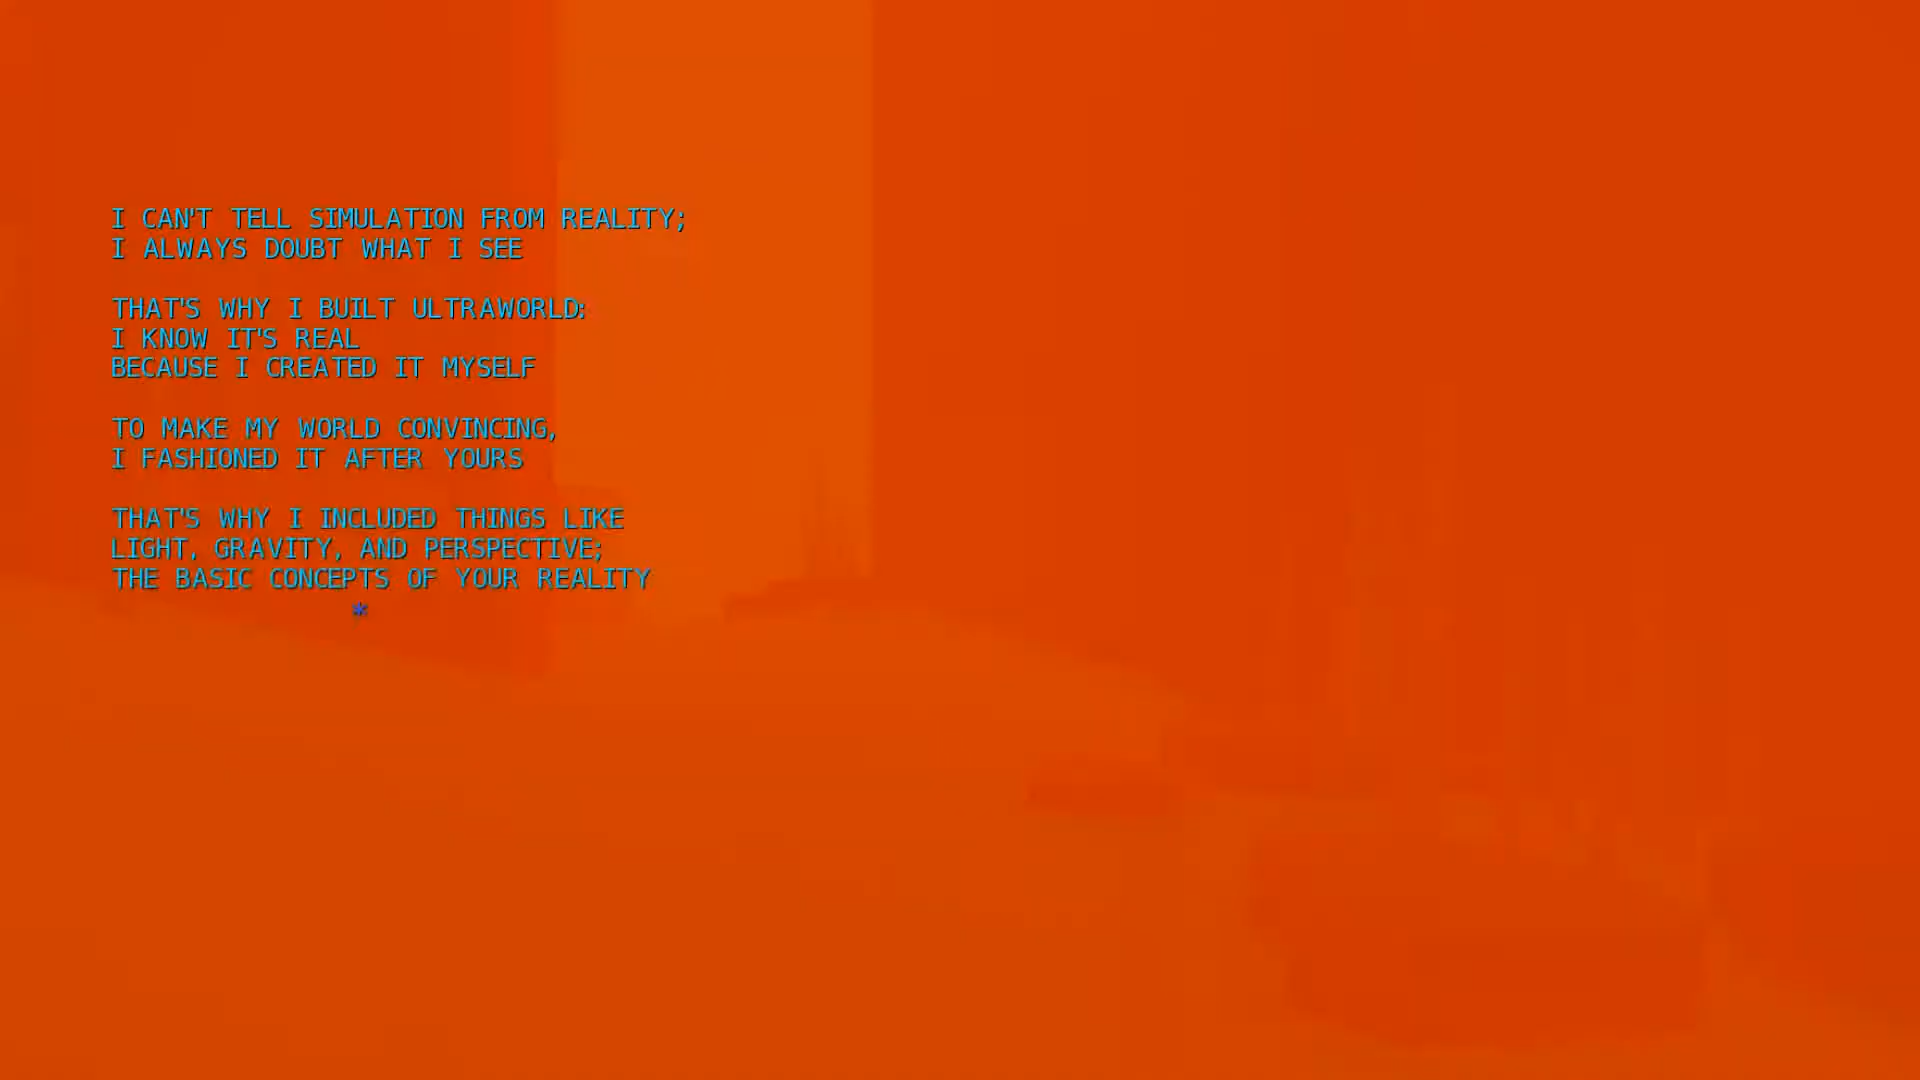 I CAN'T TELL SIMULATION FROM REALITY;
I ALWAYS DOUBT WHAT I SEE
THAT'S WHY I BUILT ULTRAWORLD:
I KNOW IT'S REAL
BECAUSE I CREATED IT MYSELF
TO MAKE MY WORLD CONVINCING,
I FASHIONED IT AFTER YOURS
THAT'S WHY I INCLUDED THINGS LIKE
LIGHT, GRAVITY, AND PERSPECTIVE;
THE BASIC CONCEPTS OF YOUR REALITY
*